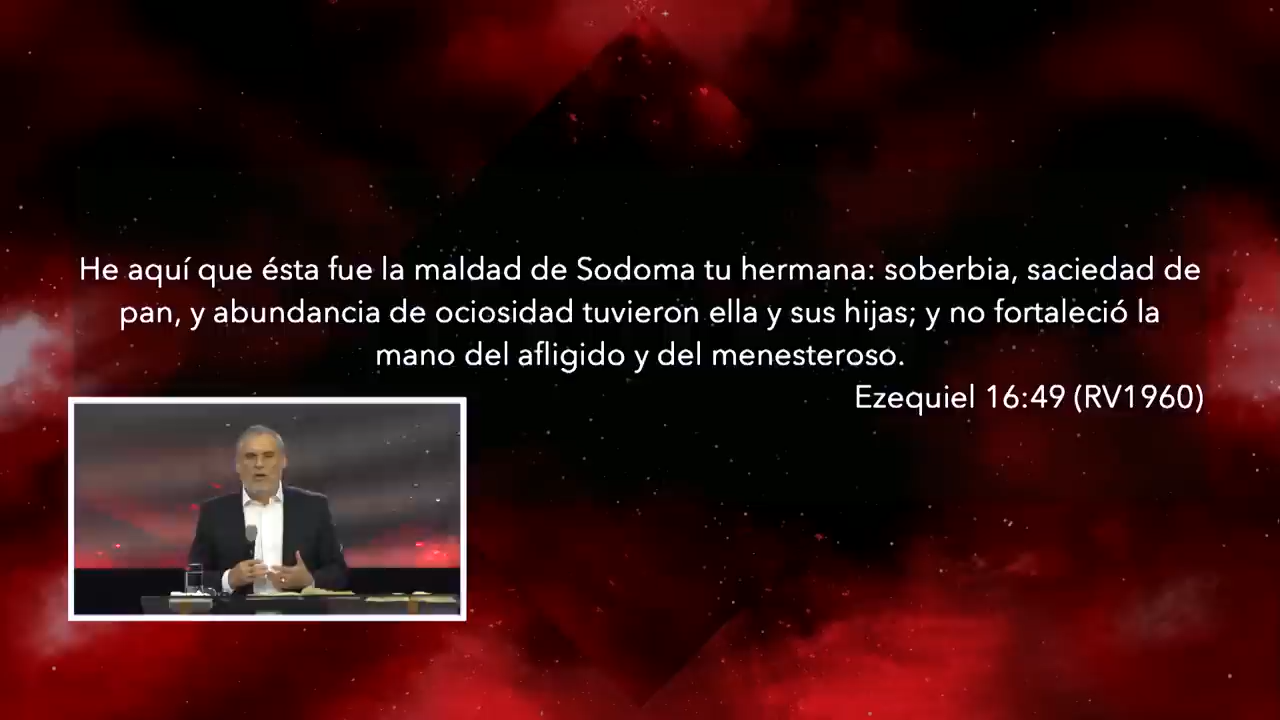 He aquí que ésta fue la maldad de Sodoma tu hermana: soberbia, saciedad de
pan, y abundancia de ociosidad tuvieron ella y sus hijas; y no fortaleció la
mano del afligido y del menesteroso.
Ezequiel 16:49 (RV1960)